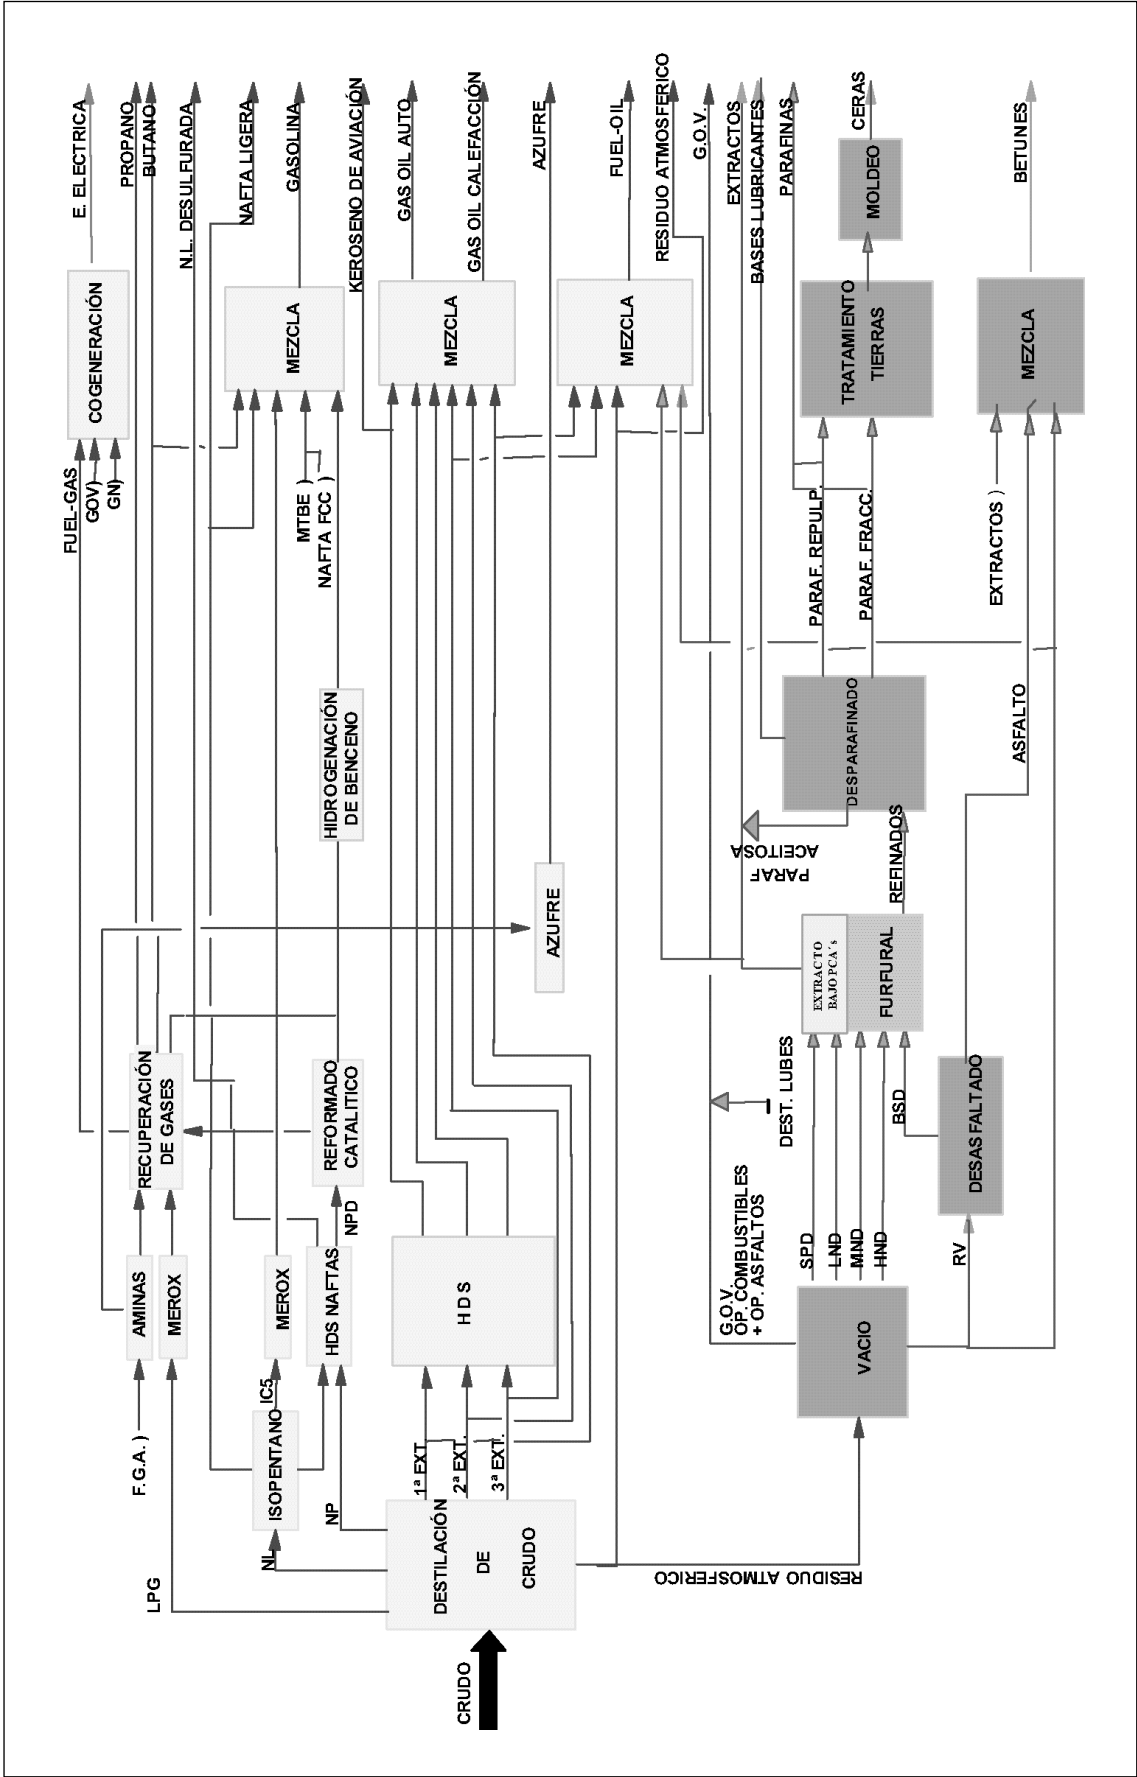 E. ELECTRICA
PROPANO
BUTANO
N.L. DESULFURADA
NAFTA LIGERA
GASOLINA
KEROSENO DE AVIACIÓN
GAS OIL AUTO
GAS OIL CALEFACCIÓN
AZUFRE
FUEL-OIL
RESIDUO ATMOSFERICO
G.O.V.
EXTRACTOS
BASES LUBRICANTES
PARAFINAS
CERAS
BETUNES
COGENERACIÓN
MEZCLA
MEZCLA
MEZCLA
TRATAMIENTO
TIERRAS
MOLDEO
MEZCLA
FUEL-GAS
GOV)
GN)
MTBE )
NAFTA FCC )
PARAF. REPULP.
PARAF. FRACC.
EXTRACTOS )
HIDROGENACIÓN
DE BENCENO
AZUFRE
DESPARAFINADO
ASFALTO
PARAF
ACEITOSA
REFINADOS
RECUPERACIÓN
DE GASES
REFORMADO
CATALITICO
EXTRACTO
BAJO PCA´s
FURFURAL
DEST. LUBES
BSD
DESASFALTADO
AMINAS
MEROX
MEROX
HDS NAFTAS
NPD
HDS
G.O.V.
OP. COMBUSTIBLES
+ OP. ASFALTOS
SPD
LND
MND
HND
RV
VACIO
F.G.A. )
ISOPENTANO
IC5
NL
NP
LPG
1ª EXT.
2ª EXT.
3ª EXT.
DESTILACIÓN
DE
CRUDO
RESIDUO ATMOSFERICO
CRUDO